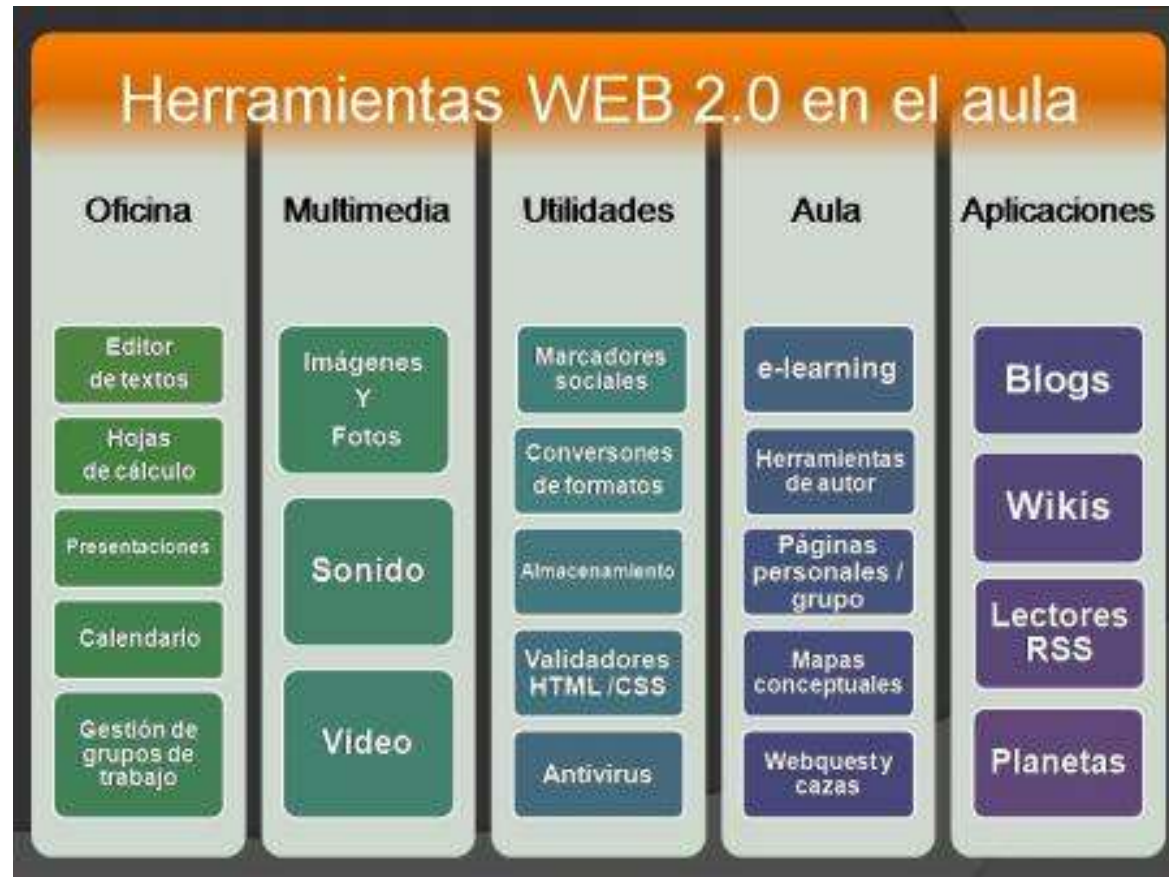 Herramientas WEB 2.0 en el aula
Oficina
Editor
de textos
Hojas
de cálculo
Presentaciones
Calendario
Gestión de
grupos de
trabajo
Multimedia
Imágenes
Y
Fotos
Sonido
Video
Utilidades
Marcadores
sociales
Conversones
de formatos
Almacenamiento
Validadores
HTML /CSS
Antivirus
Aula
e-learning
Herramientas
de autor
Páginas
personales /
grupo
Mapas
conceptuales
Webquest y
cazas
Aplicaciones
Blogs
Wikis
Lectores
RSS
Planetas